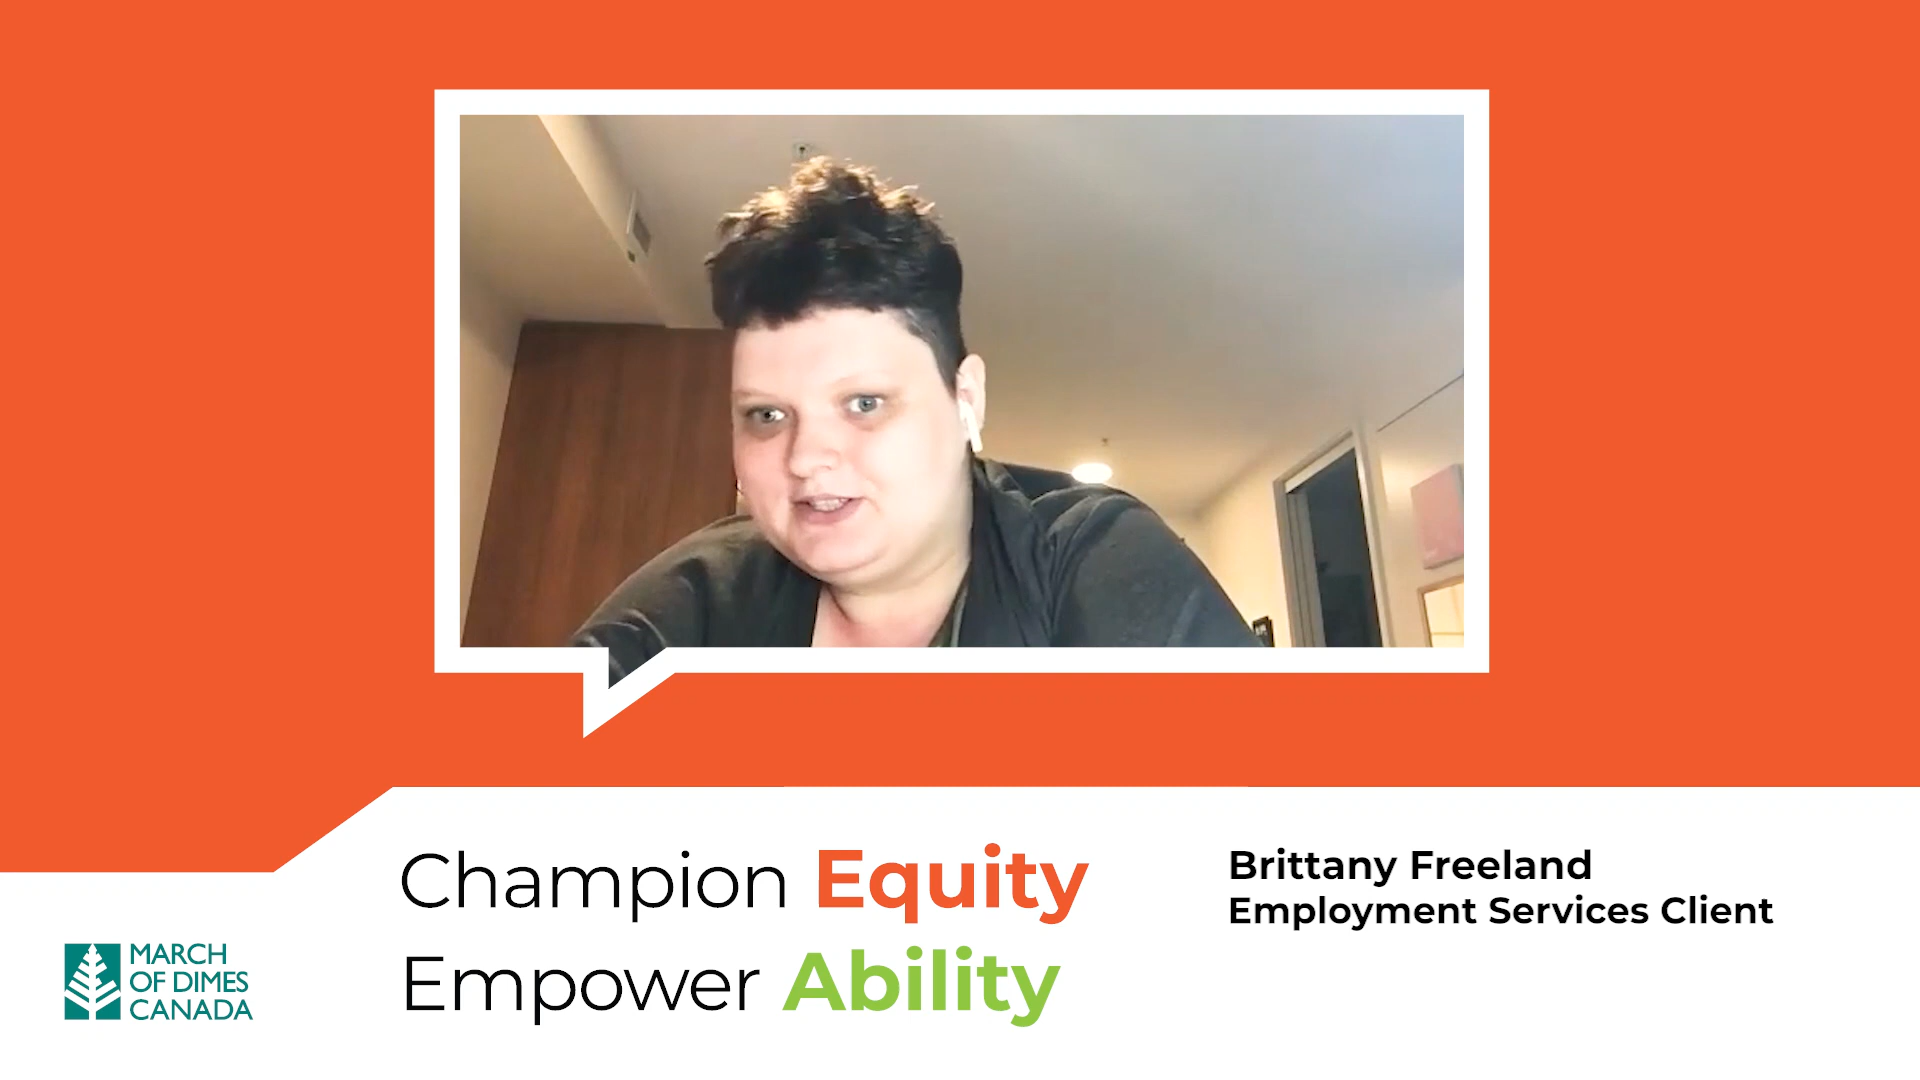 Champion Equity
Empower Ability
Brittany Freeland
Employment Services Client
MARCH
OF DIMES
CANADA